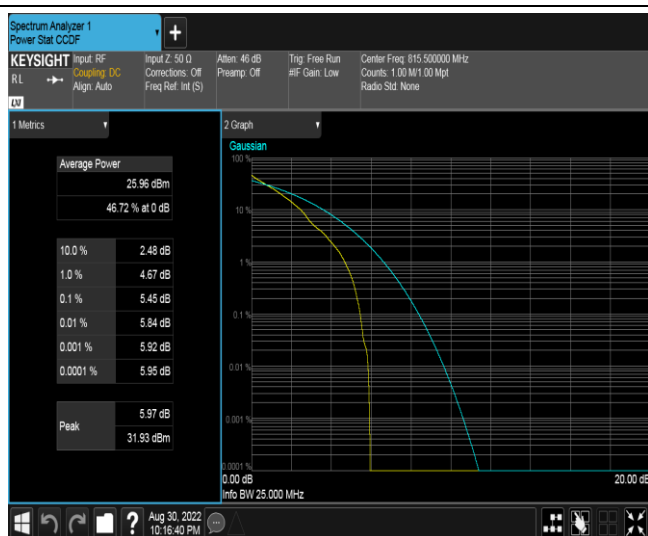 Spectrum Analyzer 1
Power Stat CCDF
+
KEYSIGHT
RL
LXI
Input: RF
Coupling: DC
Align: Auto
Input Z: 50 Ω
Corrections: Off
Freq Ref: Int (S)
Atten: 46 dB
Preamp: Off
Trig: Free Run
#IF Gain: Low
Center Freq: 815.500000 MHz
Counts: 1.00 M/1.00 Mpt
Radio Std: None
1 Metrics
Average Power
25.96 dBm
46.72 % at 0 dB
10.0 % 2.48 dB
1.0 % 4.67 dB
0.1 % 5.45 dB
0.01 % 5.84 dB
0.001 % 5.92 dB
0.0001 % 5.95 dB
Peak
5.97 dB
31.93 dBm
2 Graph
Gaussian
100 %
10 %
1 %
0.1 %
0.01 %
0.001 %
0.0001 %
0.00 dB
20.00 dB
Info BW 25.000 MHz
?
Aug 30, 2022
10:16:40 PM